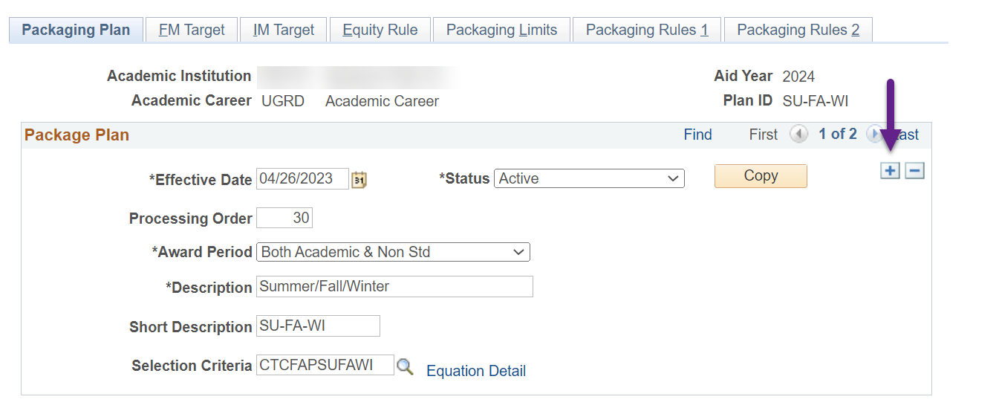 Packaging Plan FM Target IM Target Equity Rule Packaging Limits Packaging Rules 1 Packaging Rules 2
Academic Institution Aid Year 2024
Academic Career UGRD Academic Career Plan ID SU-FA-WI
Package Plan Find First 1 of 2 Last
*Effective Date 04/26/2023 31 *Status Active Copy
Processing Order 30
*Award Period Both Academic & Non Std
*Description Summer/Fall/Winter
Short Description SU-FA-WI
Selection Criteria CTCFAPSUFAWI Equation Detail